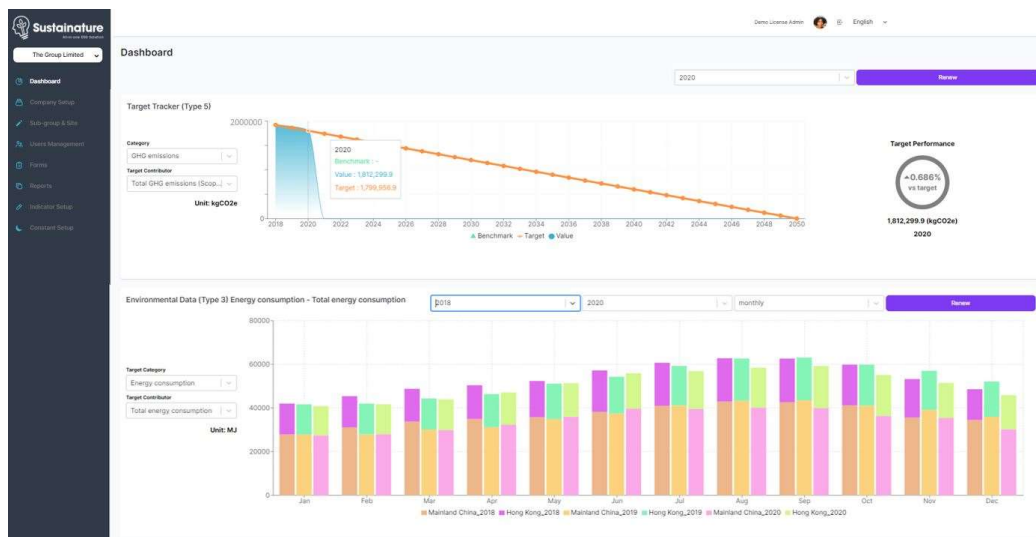 Sustainature
Demo License Admin
English
The Group Limited
Dashboard
Company Setup
Sub-group & Site
Users Management
Forms
Reports
Indicator Setup
Constant Setup
Dashboard
2020
Renew
Target Tracker (Type 5)
Category
GHG emissions
Target Contributor
Total GHG emissions (Scop...
Unit: kgCO2e
2000000
0
2020
Benchmark : -
Value : 1,812,299.9
Target : 1,799,956.9
2018 2020 2022 2024 2026 2028 2030 2032 2034 2036 2038 2040 2042 2044 2046 2048 2050
Benchmark Target Value
Target Performance
0.686%
vs target
1,812,299.9 (kgCO2e)
2020
Environmental Data (Type 3) Energy consumption - Total energy consumption
2018
2020
monthly
Renew
Target Category
Energy consumption
Target Contributor
Total energy consumption
Unit: MJ
80000
60000
40000
20000
0
Jan Feb Mar Apr May Jun Jul Aug Sep Oct Nov Dec
Mainland China_2018 Hong Kong_2018 Mainland China_2019 Hong Kong_2019 Mainland China_2020 Hong Kong_2020